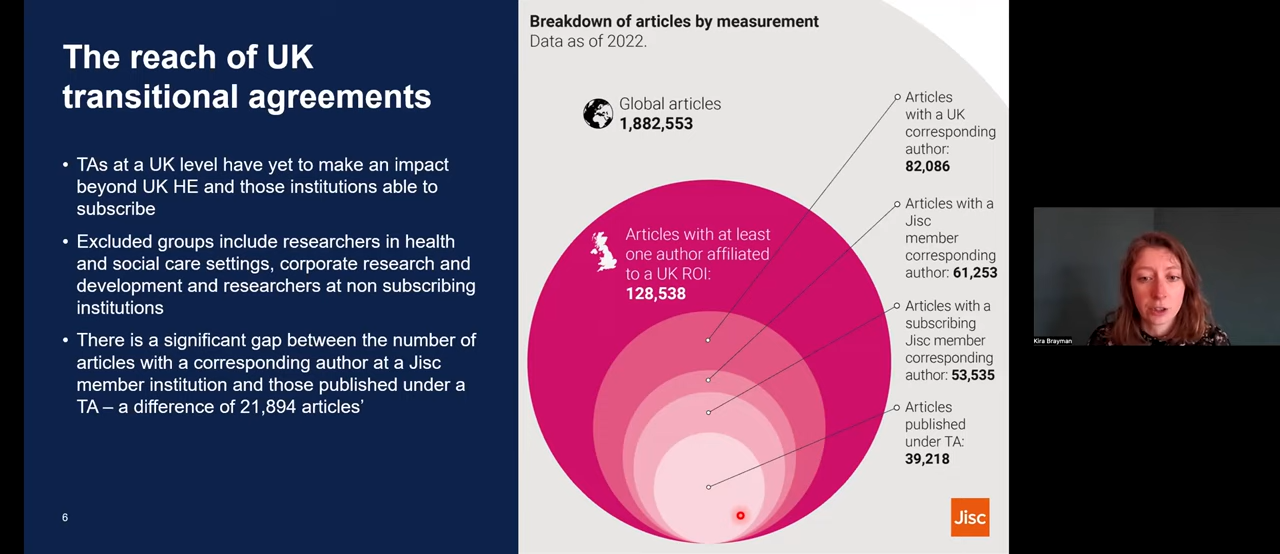 The reach of UK
transitional agreements
• TAs at a UK level have yet to make an impact
beyond UK HE and those institutions able to
subscribe
• Excluded groups include researchers in health
and social care settings, corporate research and
development and researchers at non subscribing
institutions
• There is a significant gap between the number of
articles with a corresponding author at a Jisc
member institution and those published under a
TA – a difference of 21,894 articles’
6
Breakdown of articles by measurement
Data as of 2022.
Global articles
1,882,553
Articles with at least
one author affiliated
to a UK ROI:
128,538
Articles
with a UK
corresponding
author:
82,086
Articles with a
Jisc
member
corresponding
author: 61,253
Articles with a
subscribing
Jisc member
corresponding
author: 53,535
Articles
published
under TA:
39,218
Jisc
Kira Brayman